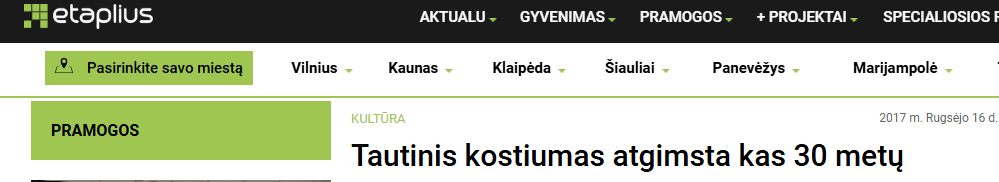 etaplius AKTUALU GYVENIMAS PRAMOGOS + PROJEKTAI SPECIALIOSIOS
Pasirinkite savo miestą Vilnius Kaunas Klaipėda Šiauliai Panevėžys Marijampolė
PRAMOGOS
KULTŪRA 2017 m. Rugsėjo 16 d.
Tautinis kostiumas atgimsta kas 30 metų